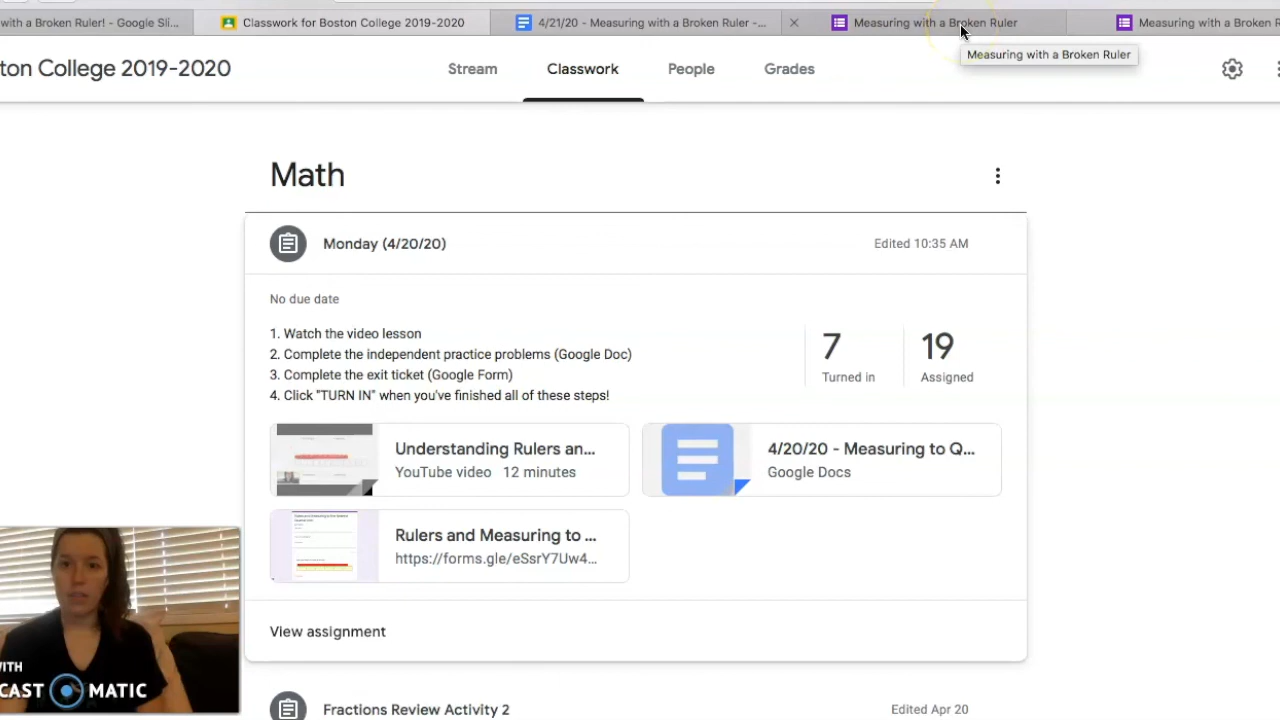 with a Broken Ruler! - Google Sli...
Classwork for Boston College 2019-2020
4/21/20 - Measuring with a Broken Ruler -...
Measuring with a Broken Ruler
Measuring with a Broken R
Measuring with a Broken Ruler
ton College 2019-2020
Stream
Classwork
People
Grades
Math
Monday (4/20/20)
Edited 10:35 AM
No due date
1. Watch the video lesson
2. Complete the independent practice problems (Google Doc)
3. Complete the exit ticket (Google Form)
4. Click "TURN IN" when you've finished all of these steps!
7
Turned in
19
Assigned
Understanding Rulers an...
YouTube video 12 minutes
4/20/20 - Measuring to Q...
Google Docs
Rulers and Measuring to ...
https://forms.gle/eSsrY7Uw4...
View assignment
Fractions Review Activity 2
Edited Apr 20
WITH
CAST MATIC